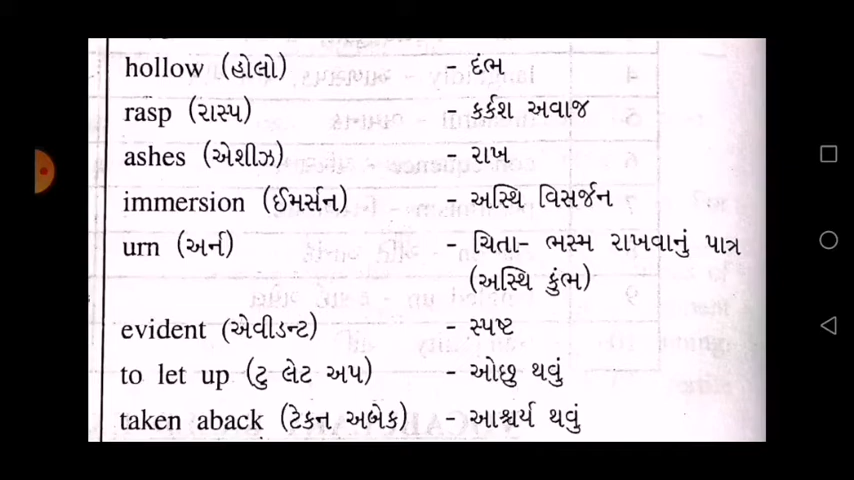 hollow (હોલો) - દંભ
rasp (રાસ્પ) - કર્કશ અવાજ
ashes (એશીઝ) - રાખ
immersion (ઈમર્સન) - અસ્થિ વિસર્જન
urn (અર્ન) - ચિતા- ભસ્મ રાખવાનું પાત્ર
(અસ્થિ કુંભ)
evident (એવીડન્ટ) - સ્પષ્ટ
to let up (ટુ લેટ અપ) - ઓછુ થવું
taken aback (ટેકન અબેક) - આશ્ચર્ય થવું